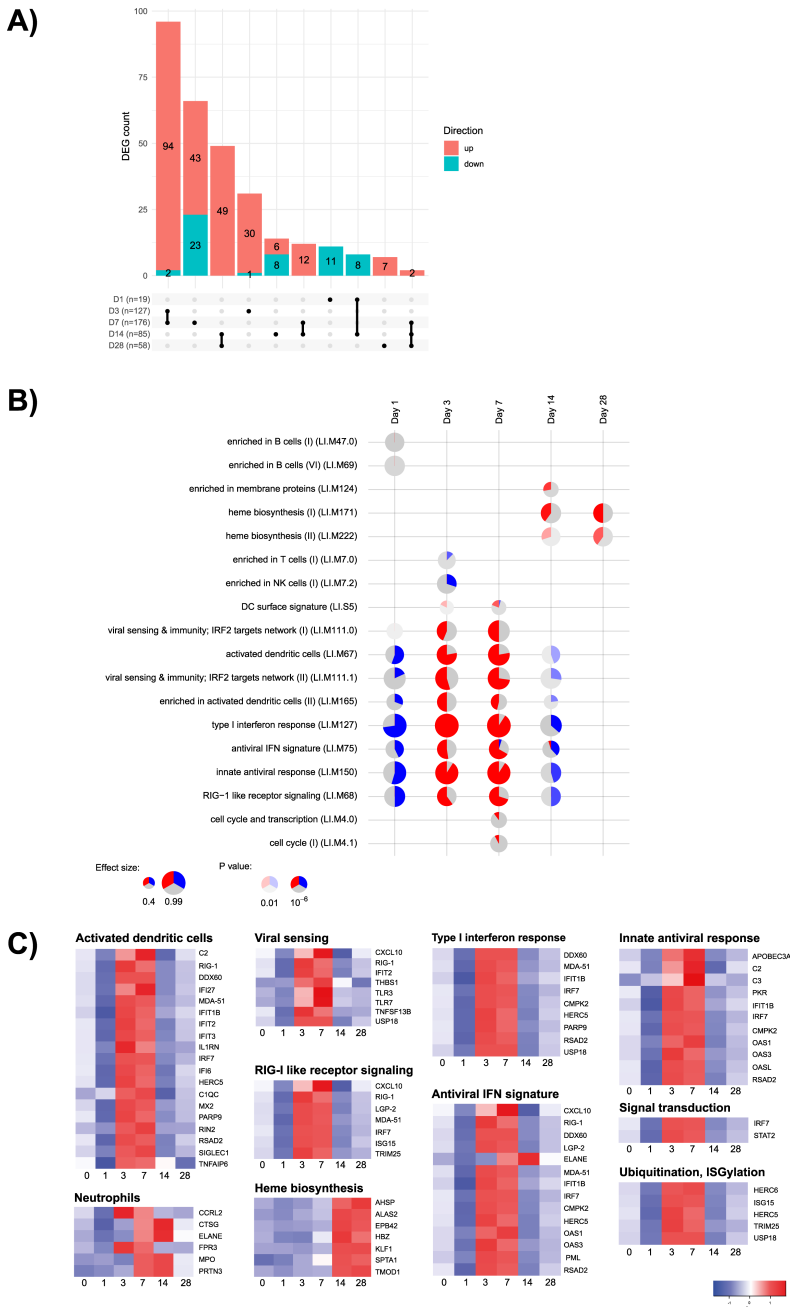 A)
100
75
50
25
0
DEG count
94
2
43
23
49
30
1
6
8
12
11
8
7
2
Direction
up
down
D1 (n=19)
D3 (n=127)
D7 (n=176)
D14 (n=85)
D28 (n=58)
B)
Day 1
Day 3
Day 7
Day 14
Day 28
enriched in B cells (I) (LI.M47.0)
enriched in B cells (VI) (LI.M69)
enriched in membrane proteins (LI.M124)
heme biosynthesis (I) (LI.M171)
heme biosynthesis (II) (LI.M222)
enriched in T cells (I) (LI.M7.0)
enriched in NK cells (I) (LI.M7.2)
DC surface signature (LI.S5)
viral sensing & immunity; IRF2 targets network (I) (LI.M111.0)
activated dendritic cells (LI.M67)
viral sensing & immunity; IRF2 targets network (II) (LI.M111.1)
enriched in activated dendritic cells (II) (LI.M165)
type I interferon response (LI.M127)
antiviral IFN signature (LI.M75)
innate antiviral response (LI.M150)
RIG−1 like receptor signaling (LI.M68)
cell cycle and transcription (LI.M4.0)
cell cycle (I) (LI.M4.1)
Effect size:
0.4 0.99
P value:
0.01 10⁻⁶
C)
Activated dendritic cells
C2
RIG-1
DDX60
IFI27
MDA-51
IFIT1B
IFIT2
IFIT3
IL1RN
IRF7
IFI6
HERC5
C1QC
MX2
PARP9
RIN2
RSAD2
SIGLEC1
TNFAIP6
0 1 3 7 14 28
Neutrophils
CCRL2
CTSG
ELANE
FPR3
MPO
PRTN3
0 1 3 7 14 28
Viral sensing
CXCL10
RIG-1
IFIT2
THBS1
TLR3
TLR7
TNFSF13B
USP18
0 1 3 7 14 28
RIG-I like receptor signaling
CXCL10
RIG-1
LGP-2
MDA-51
IRF7
ISG15
TRIM25
0 1 3 7 14 28
Heme biosynthesis
AHSP
ALAS2
EPB42
HBZ
KLF1
SPTA1
TMOD1
0 1 3 7 14 28
Type I interferon response
DDX60
MDA-51
IFIT1B
IRF7
CMPK2
HERC5
PARP9
RSAD2
USP18
0 1 3 7 14 28
Antiviral IFN signature
CXCL10
RIG-1
DDX60
LGP-2
ELANE
MDA-51
IFIT1B
IRF7
CMPK2
HERC5
OAS1
OAS3
PML
RSAD2
0 1 3 7 14 28
Innate antiviral response
APOBEC3A
C2
C3
PKR
IFIT1B
IRF7
CMPK2
OAS1
OAS3
OASL
RSAD2
0 1 3 7 14 28
Signal transduction
IRF7
STAT2
0 1 3 7 14 28
Ubiquitination, ISGylation
HERC6
ISG15
HERC5
TRIM25
USP18
0 1 3 7 14 28
-1 0 1